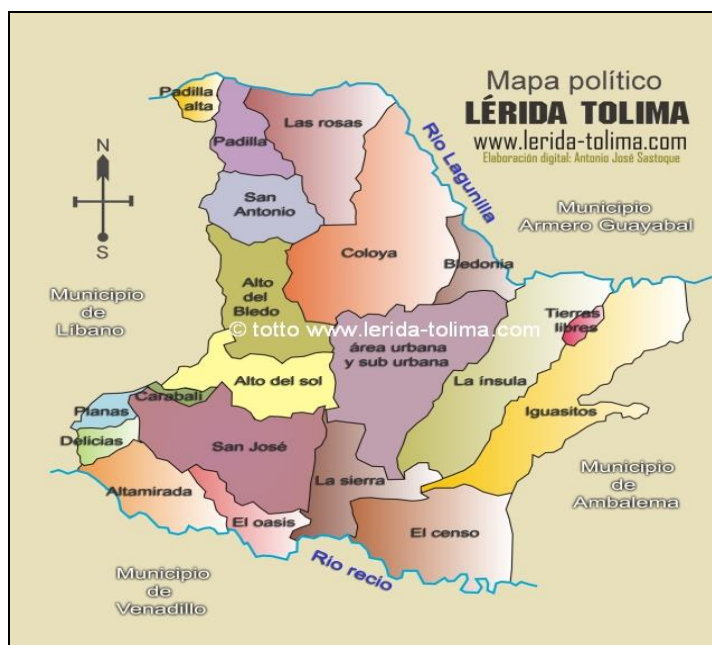 Mapa político
LÉRIDA TOLIMA
www.lerida-tolima.com
Elaboración digital: Antonio José Sastoque
Padilla
alta
Padilla
Las rosas
Río Lagunilla
N
S
San
Antonio
Municipio
Armero Guayabal
Coloya
Bledonia
Municipio
de
Líbano
Alto
del
Bledo
Tierras
libres
© totto www.lerida-tolima.com
área urbana
y sub urbana
Alto del sol
La ínsula
Carabalí
Planas
Iguasitos
Delicias
San José
La sierra
Municipio
de
Ambalema
Altamirada
El oasis
El censo
Río recio
Municipio
de
Venadillo